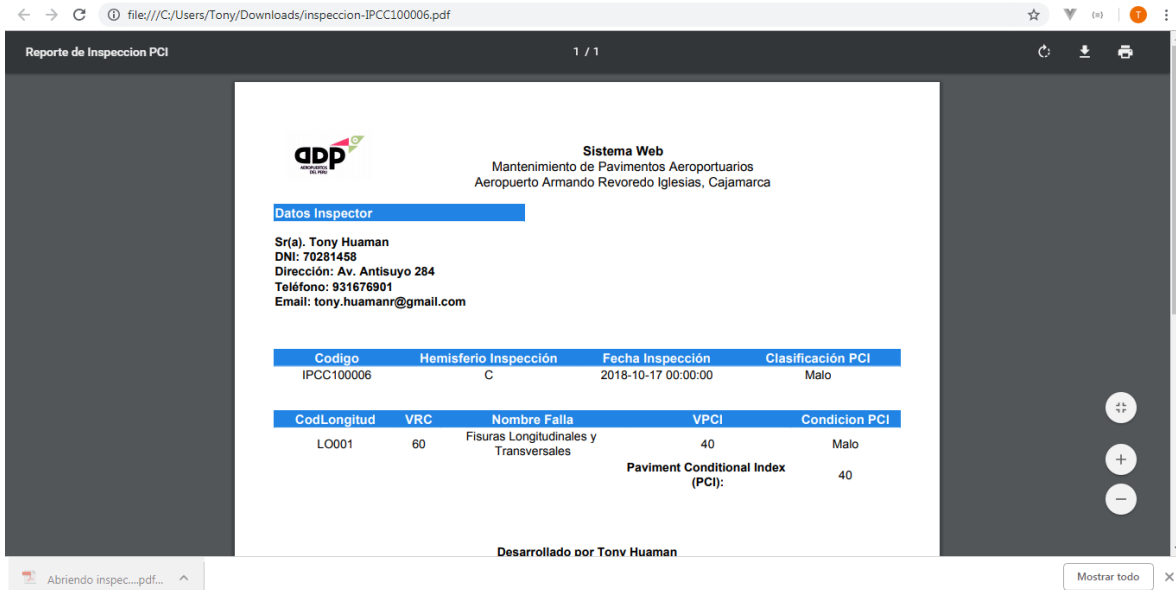 file:///C:/Users/Tony/Downloads/inspeccion-IPCC100006.pdf
T
Reporte de Inspeccion PCI
1 / 1
aDp
AEROPUERTOS
DEL PERU
Sistema Web
Mantenimiento de Pavimentos Aeroportuarios
Aeropuerto Armando Revoredo Iglesias, Cajamarca
Datos Inspector
Sr(a). Tony Huaman
DNI: 70281458
Dirección: Av. Antisuyo 284
Teléfono: 931676901
Email: tony.huamanr@gmail.com
Codigo Hemisferio Inspección Fecha Inspección Clasificación PCI
IPCC100006 C 2018-10-17 00:00:00 Malo
CodLongitud VRC Nombre Falla VPCI Condicion PCI
LO001 60 Fisuras Longitudinales y 40 Malo
Transversales
Paviment Conditional Index
(PCI): 40
Desarrollado por Tony Huaman
Abriendo inspec....pdf...
Mostrar todo